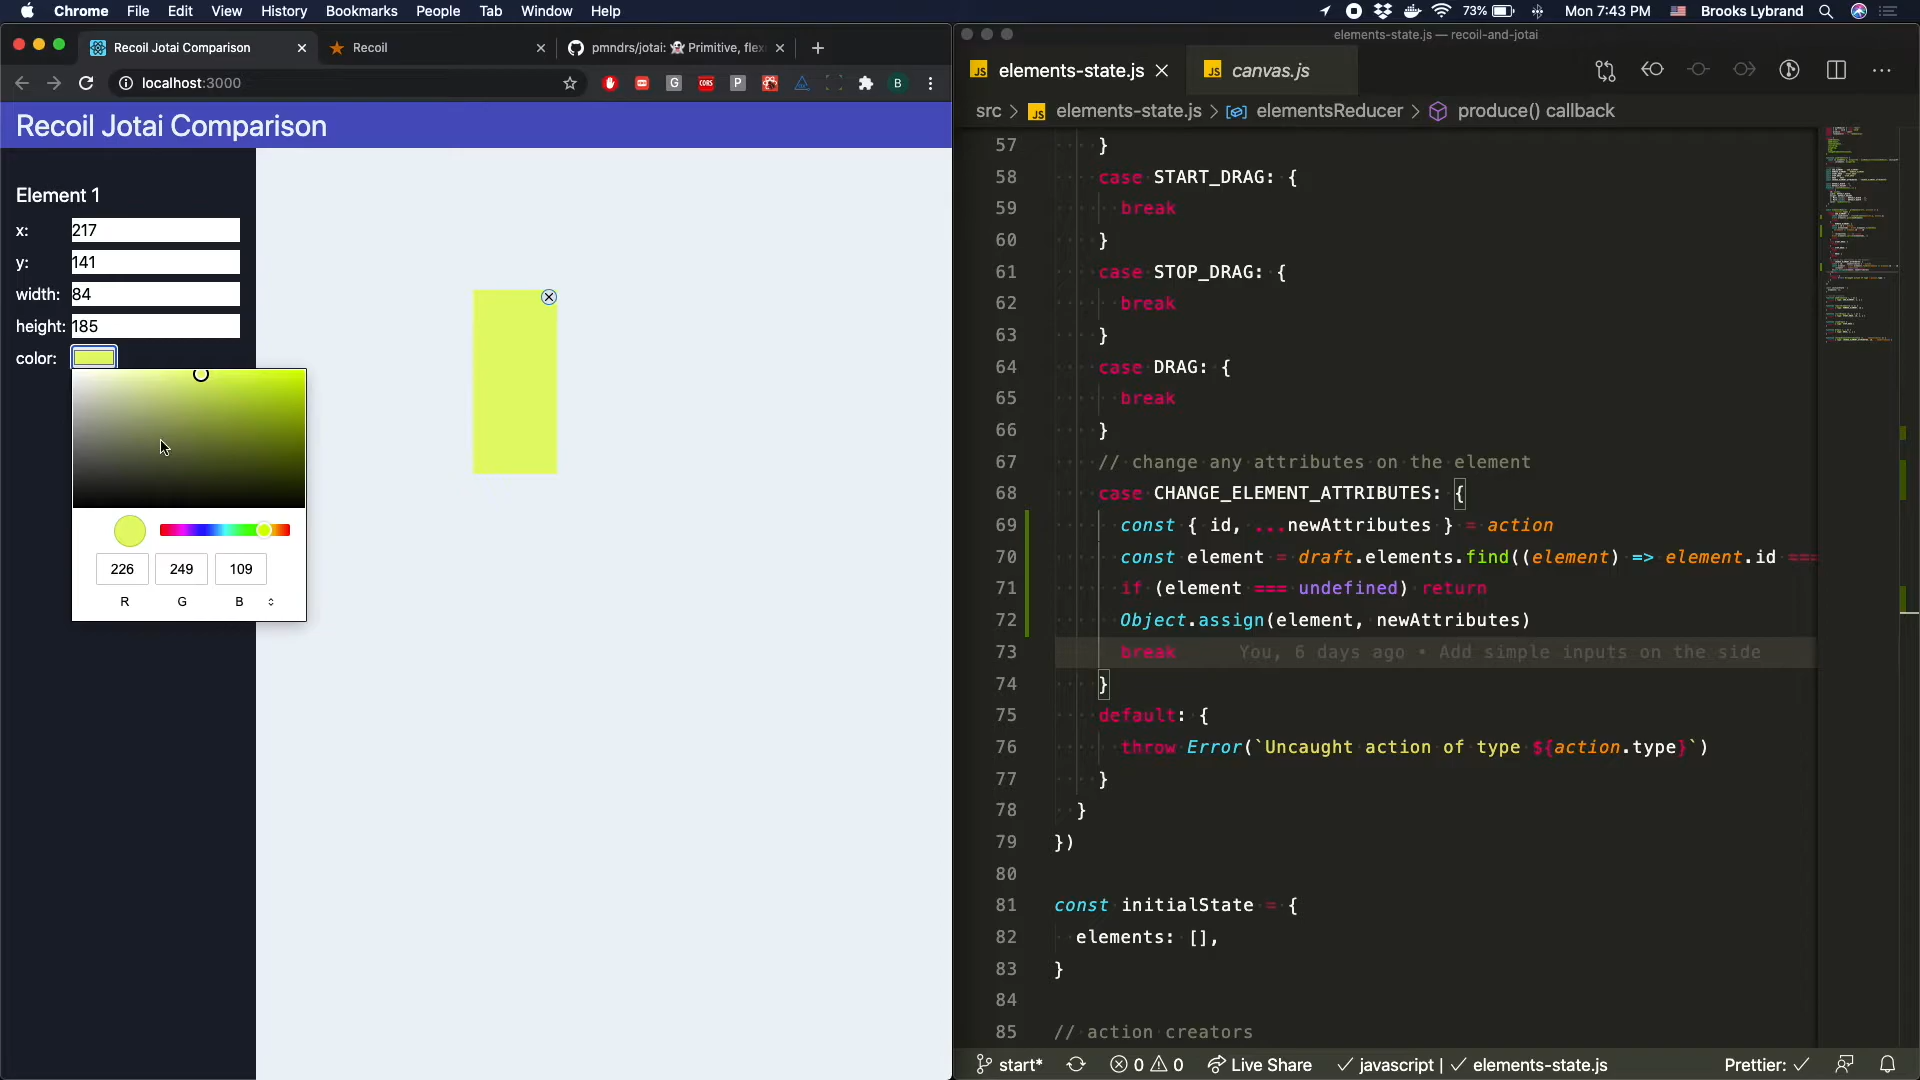 Chrome File Edit View History Bookmarks People Tab Window Help
73% Mon 7:43 PM Brooks Lybrand
Recoil Jotai Comparison
Recoil
pmndrs/jotai: 👻 Primitive, flex
localhost:3000
G
CORS
P
B
Recoil Jotai Comparison
Element 1
x: 217
y: 141
width: 84
height: 185
color:
226 249 109
R G B
elements-state.js — recoil-and-jotai
JS elements-state.js
JS canvas.js
src > JS elements-state.js > elementsReducer > produce() callback
57 }
58 case START_DRAG: {
59 break
60 }
61 case STOP_DRAG: {
62 break
63 }
64 case DRAG: {
65 break
66 }
67 // change any attributes on the element
68 case CHANGE_ELEMENT_ATTRIBUTES: {
69 const { id, ...newAttributes } = action
70 const element = draft.elements.find((element) => element.id ===
71 if (element === undefined) return
72 Object.assign(element, newAttributes)
73 break You, 6 days ago • Add simple inputs on the side
74 }
75 default: {
76 throw Error(`Uncaught action of type ${action.type}`)
77 }
78 }
79 })
80
81 const initialState = {
82 elements: [],
83 }
84
85 // action creators
start* 0 0 Live Share javascript | elements-state.js Prettier: ✓